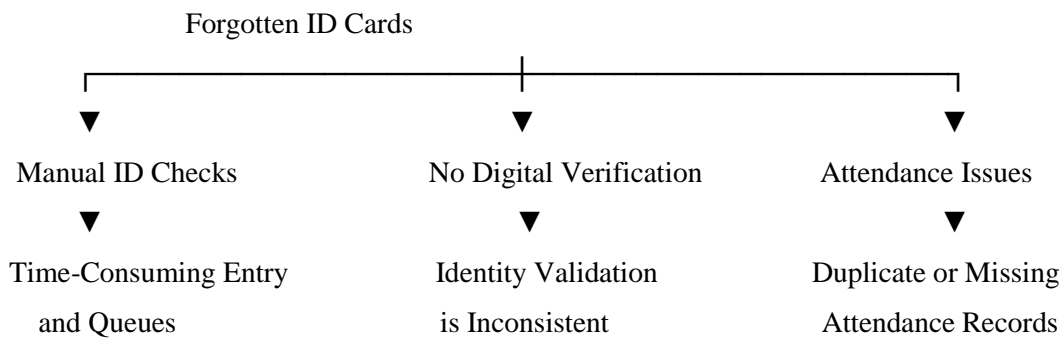 Forgotten ID Cards
Manual ID Checks
No Digital Verification
Attendance Issues
Time-Consuming Entry
and Queues
Identity Validation
is Inconsistent
Duplicate or Missing
Attendance Records